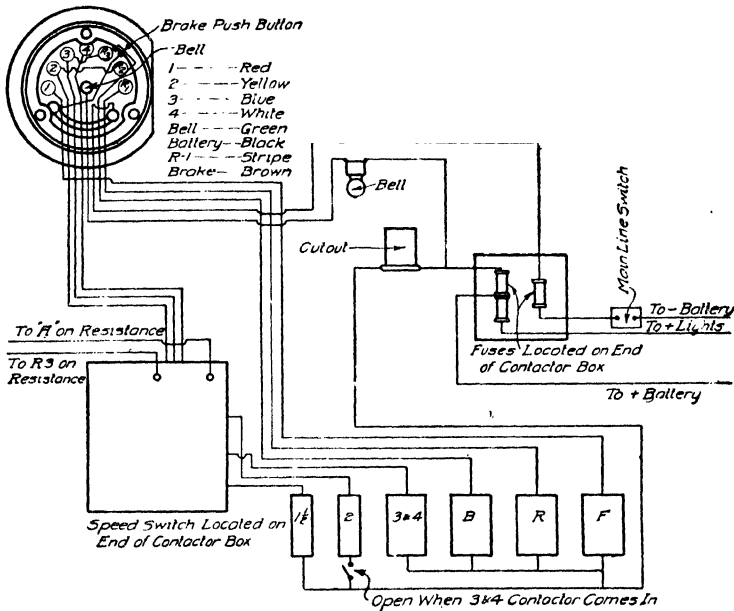 Brake Push Button
Bell
1 - - - - - Red
2 - - - - - Yellow
3 - - - - - Blue
4 - - - - - White
Bell - - - - Green
Battery - - Black
R-1 - - - - Stripe
Brake - - Brown
1
2
3
4
Bell
Cutout
Main Line Switch
To - Battery
To + Lights
Fuses Located on End
of Contactor Box
To + Battery
To "A" on Resistance
To R3 on
Resistance
Speed Switch Located on
End of Contactor Box
2
3&4
B
R
F
Open When 3&4 Contactor Comes In